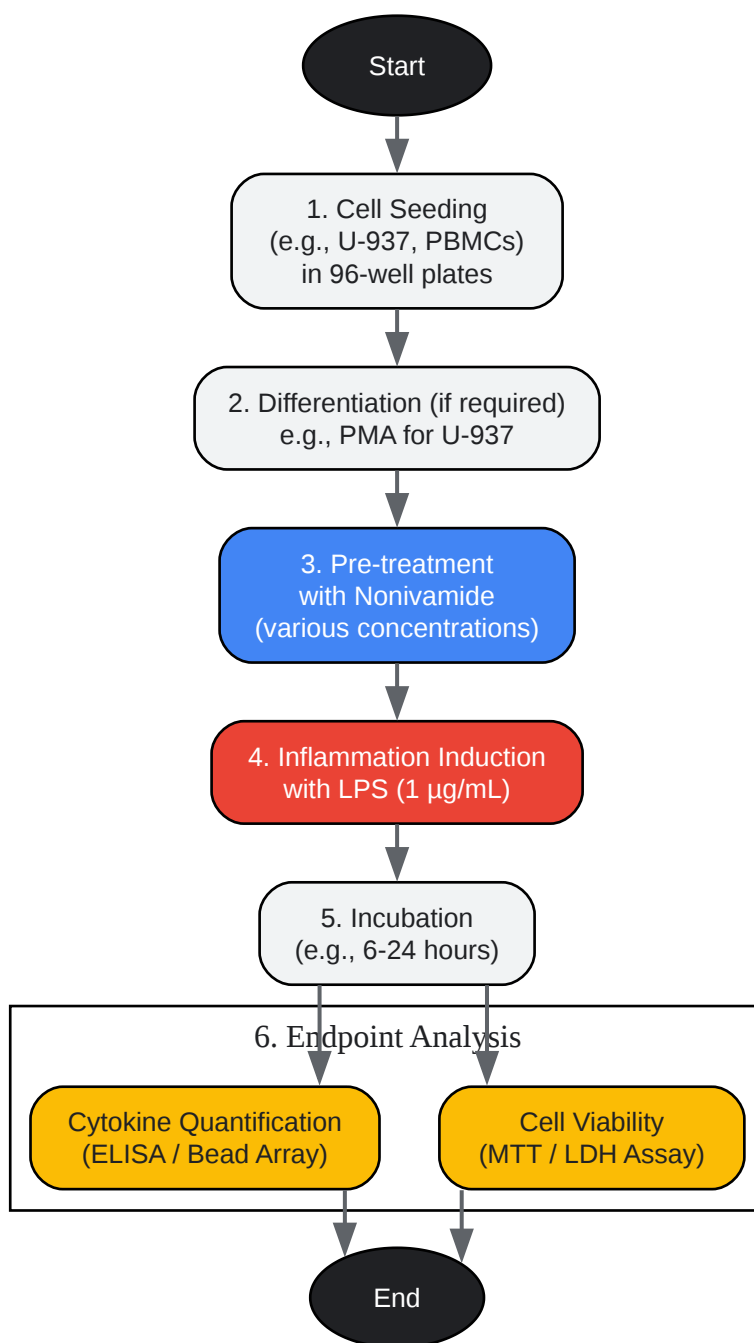 Start
1. Cell Seeding
(e.g., U-937, PBMCs)
in 96-well plates
2. Differentiation (if required)
e.g., PMA for U-937
3. Pre-treatment
with Nonivamide
(various concentrations)
4. Inflammation Induction
with LPS (1 µg/mL)
5. Incubation
(e.g., 6-24 hours)
6. Endpoint Analysis
Cytokine Quantification
(ELISA / Bead Array)
Cell Viability
(MTT / LDH Assay)
End